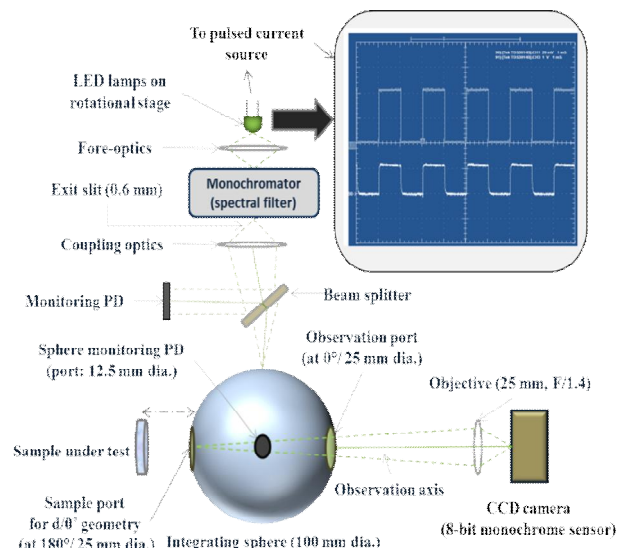 To pulsed current
source
LED lamps on
rotational stage
Fore-optics
Exit slit (0.6 mm)
Monochromator
(spectral filter)
Coupling optics
Monitoring PD
Beam splitter
Sphere monitoring PD
(port: 12.5 mm dia.)
Observation port
(at 0°/25 mm dia.)
Objective (25 mm, F/1.4)
Sample under test
Observation axis
Sample port
for d/0° geometry
(at 180°/25 mm dia.)
Integrating sphere (100 mm dia.)
CCD camera
(8-bit monochrome sensor)